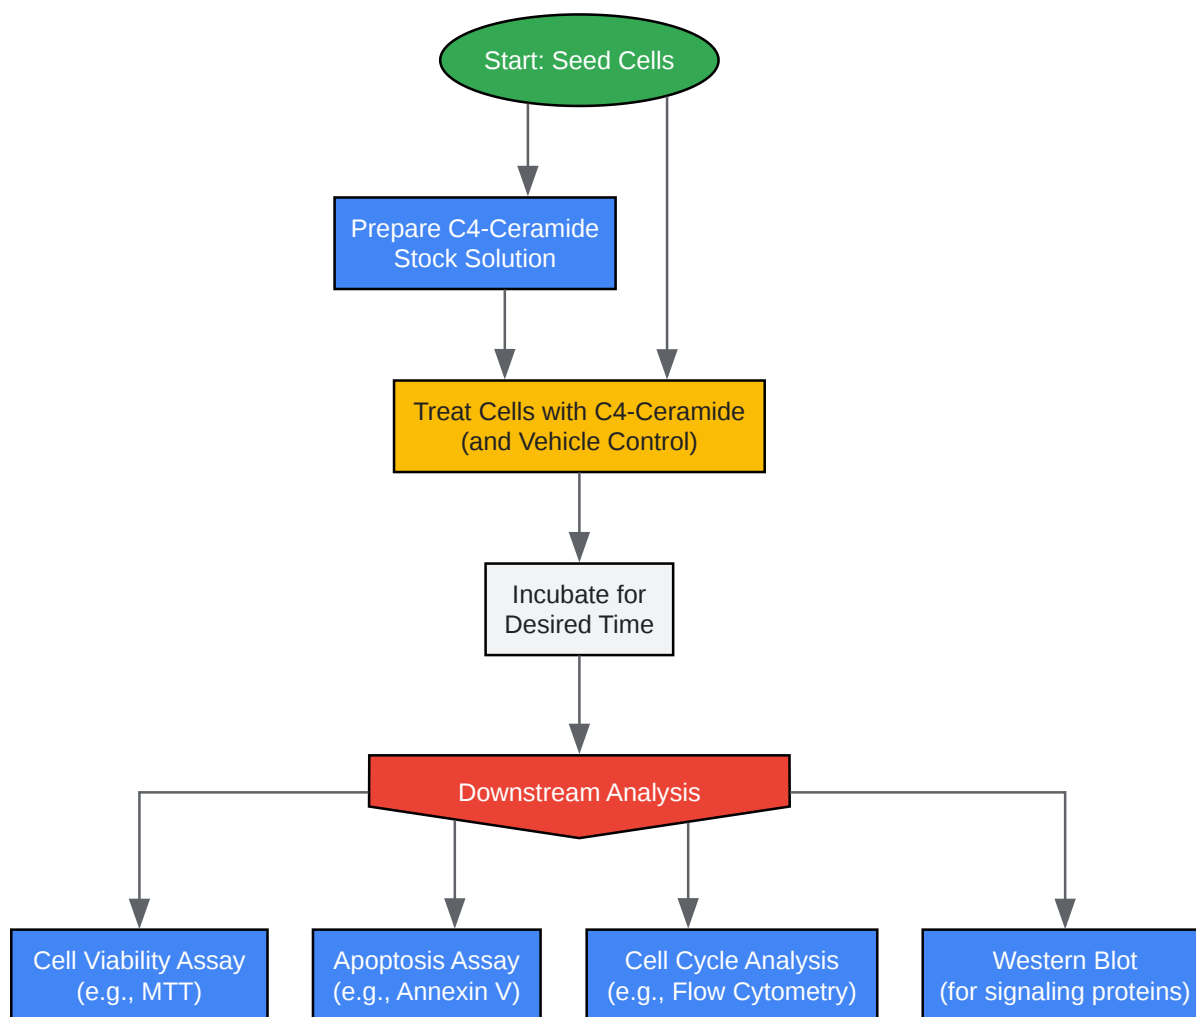 Start: Seed Cells
Prepare C4-Ceramide
Stock Solution
Treat Cells with C4-Ceramide
(and Vehicle Control)
Incubate for
Desired Time
Downstream Analysis
Cell Viability Assay
(e.g., MTT)
Apoptosis Assay
(e.g., Annexin V)
Cell Cycle Analysis
(e.g., Flow Cytometry)
Western Blot
(for signaling proteins)